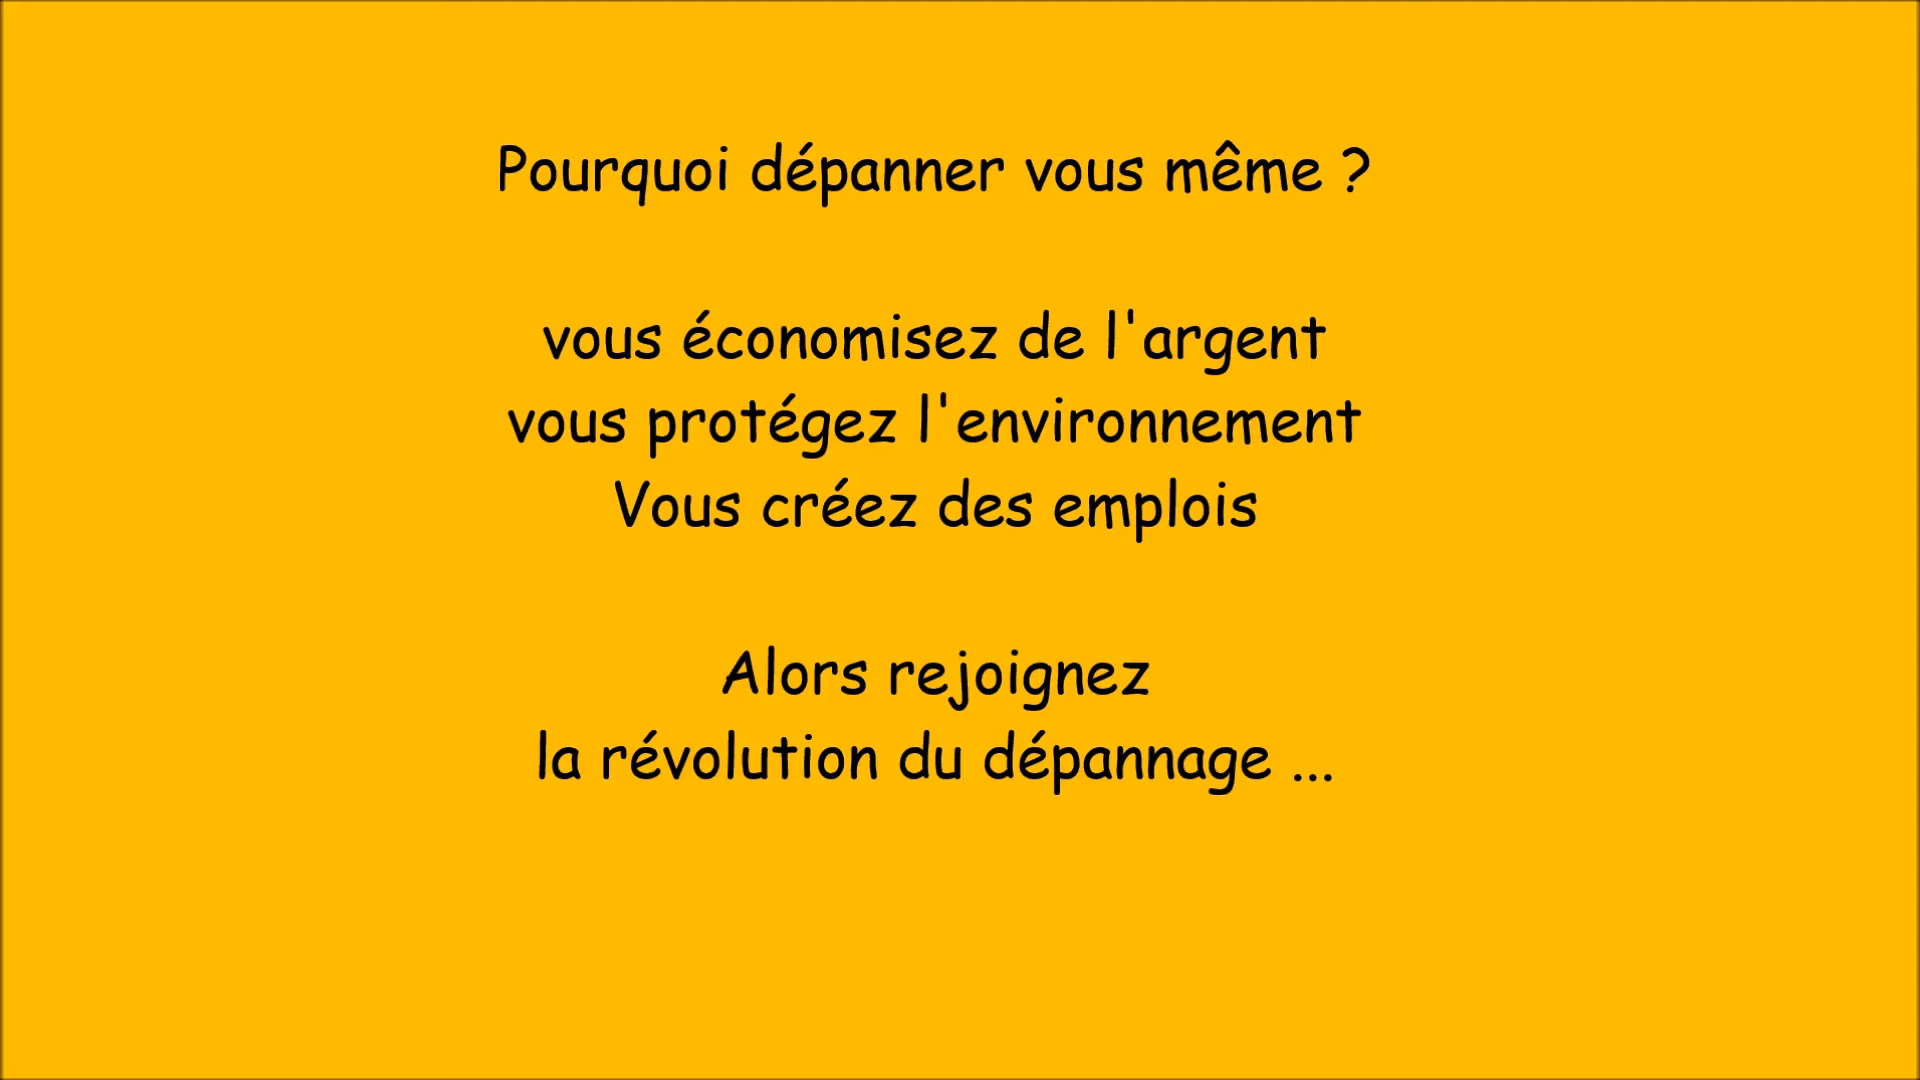 Pourquoi dépanner vous même ?
vous économisez de l'argent
vous protégez l'environnement
Vous créez des emplois
Alors rejoignez
la révolution du dépannage ...